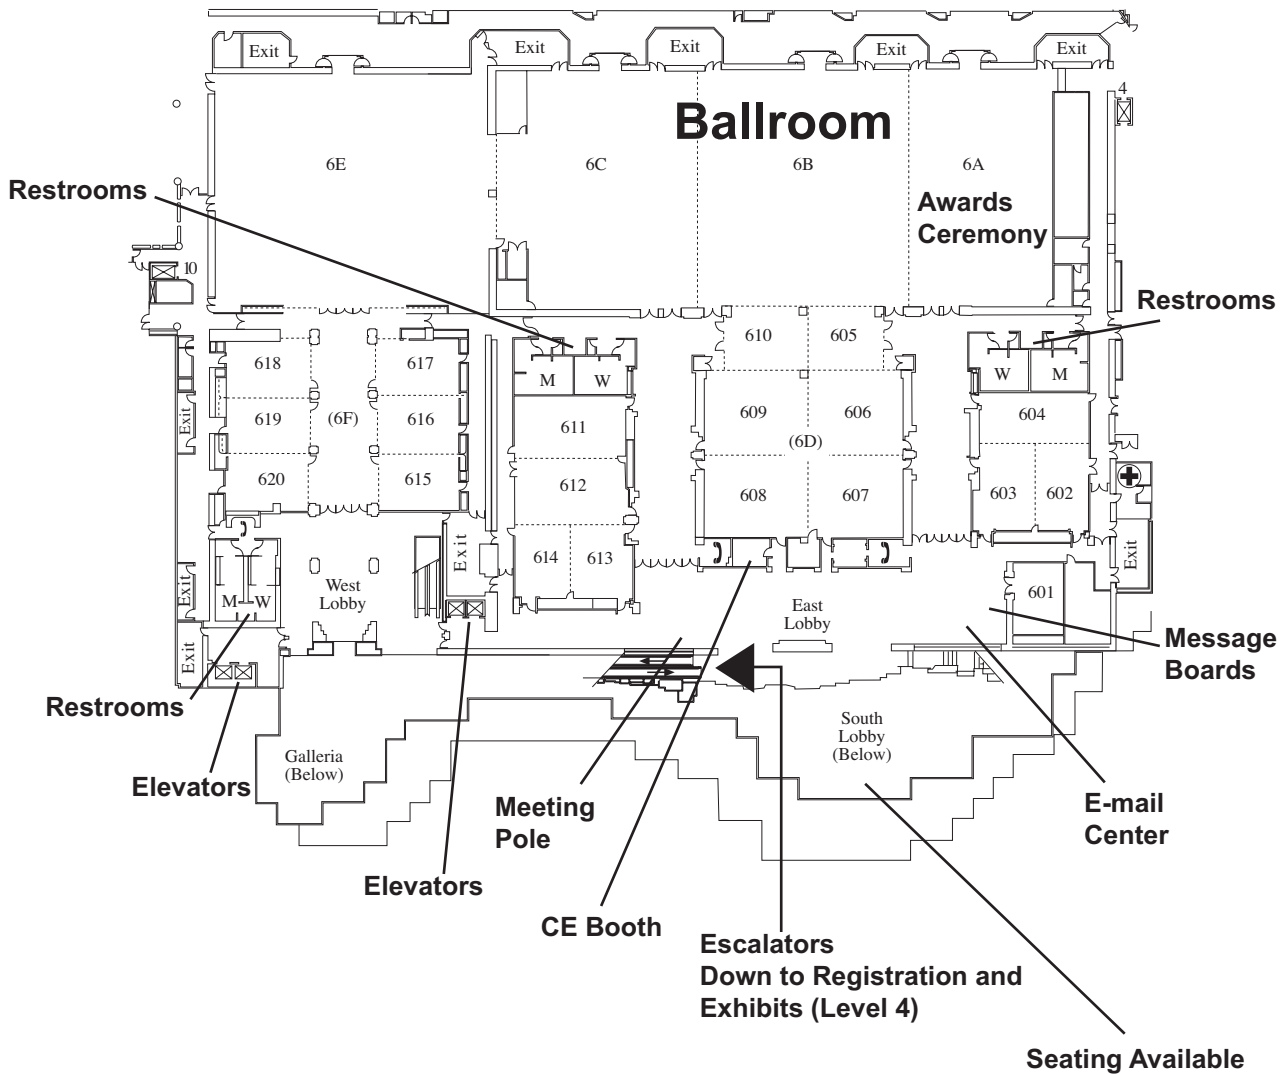 Exit
Exit
Exit
Exit
Exit
4
Ballroom
6E
6C
6B
6A
Restrooms
Awards
Ceremony
10
Restrooms
610
605
618
617
M
W
W
M
Exit
619
(6F)
616
611
609
606
604
(6D)
620
615
612
608
607
603
602
Exit
Exit
614
613
Exit
M
W
West
Lobby
East
Lobby
601
Exit
Message
Boards
Restrooms
Elevators
Galleria
(Below)
South
Lobby
(Below)
Meeting
Pole
E-mail
Center
Elevators
CE Booth
Escalators
Down to Registration and
Exhibits (Level 4)
Seating Available